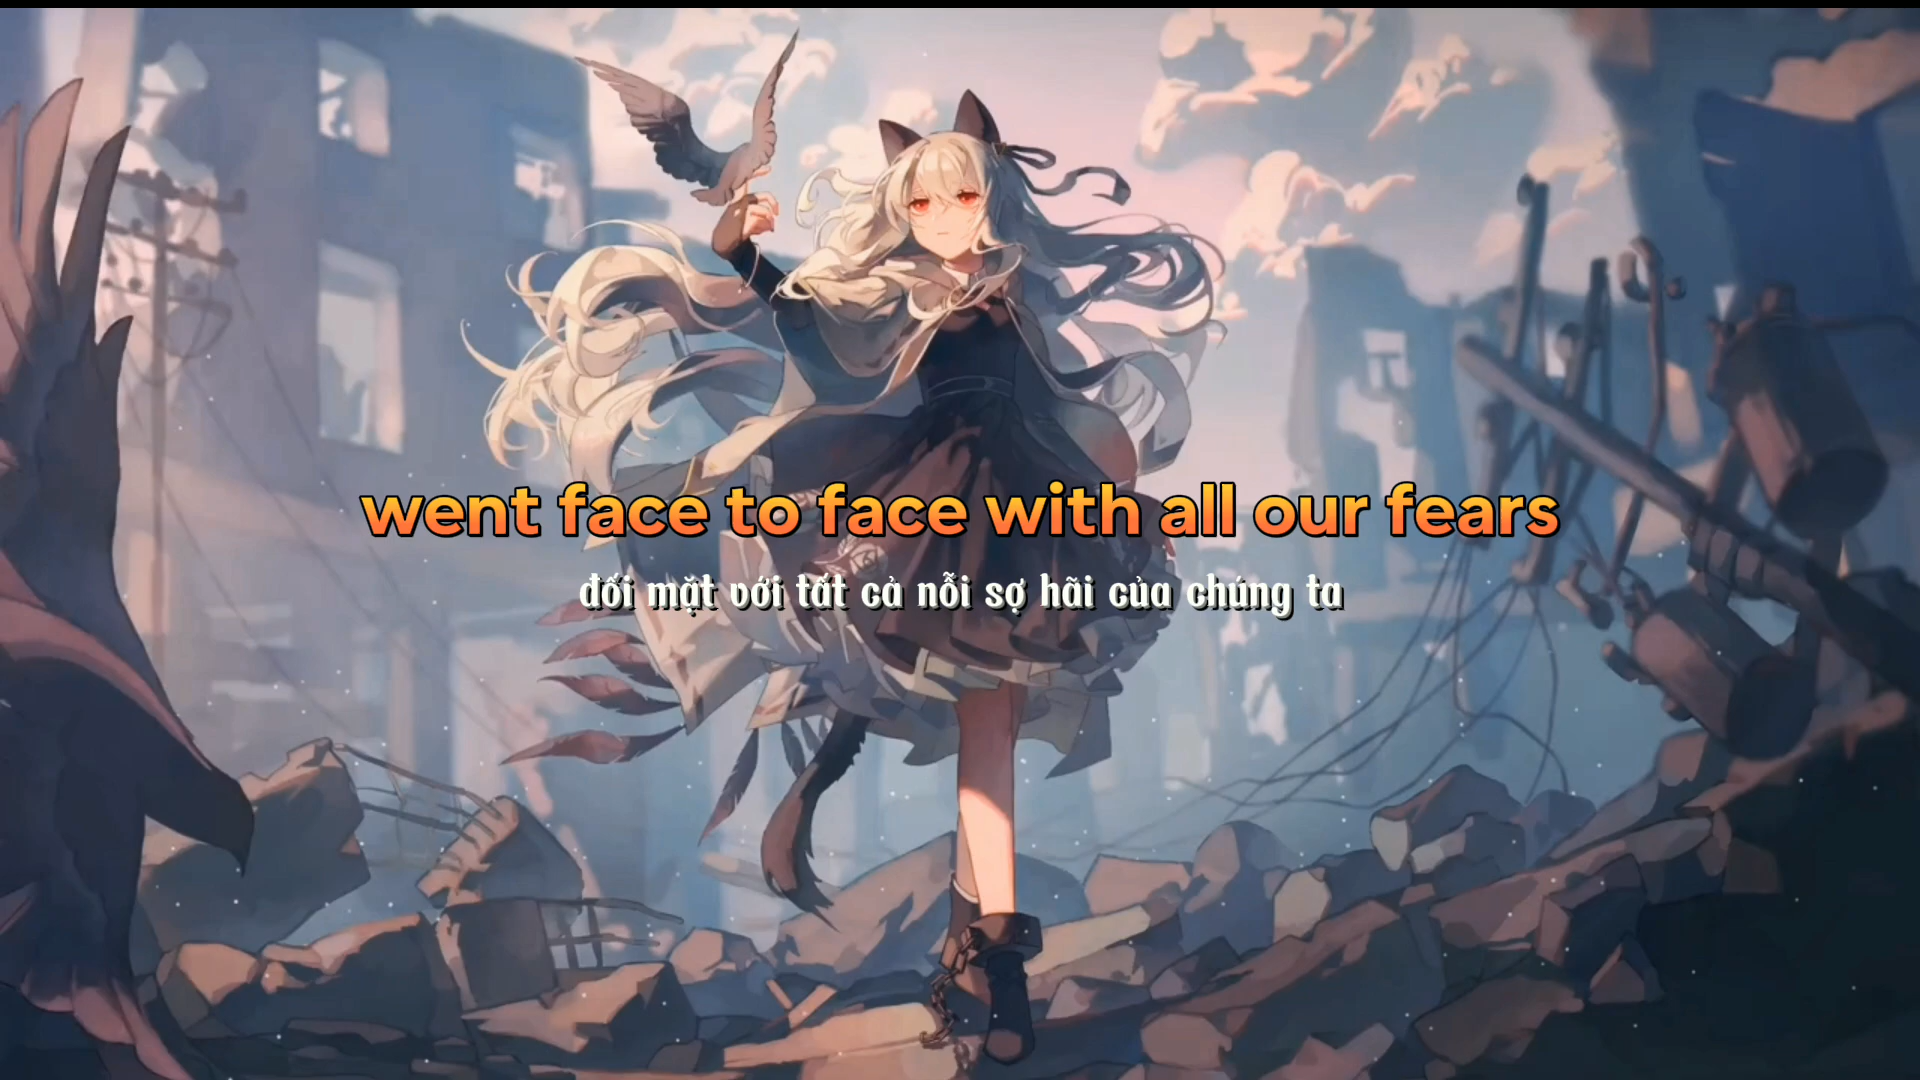 went face to face with all our fears
đối mặt với tất cả nỗi sợ hãi của chúng ta